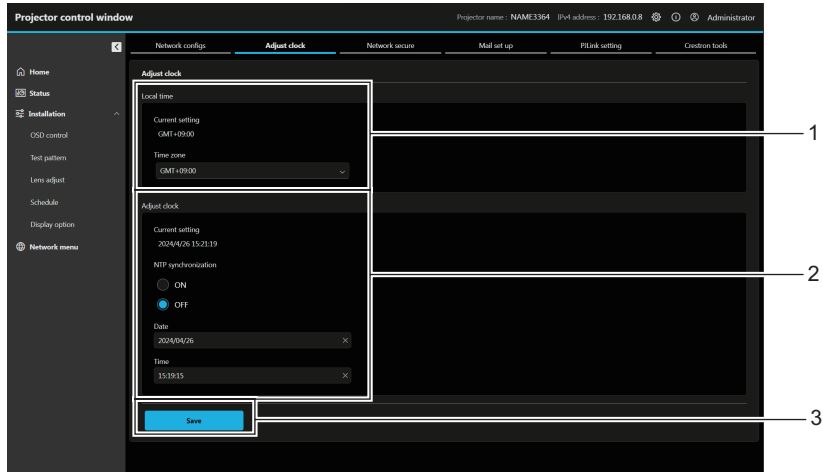 Projector control window
Projector name : NAME3364 IPv4 address : 192.168.0.8 Administrator
Network configs Adjust clock Network secure Mail set up PJLink setting Crestron tools
Home
Status
Installation
OSD control
Test pattern
Lens adjust
Schedule
Display option
Network menu
Adjust clock
Local time
Current setting
GMT+09:00
Time zone
GMT+09:00
1
Adjust clock
Current setting
2024/4/26 15:21:19
NTP synchronization
ON
OFF
Date
2024/04/26
Time
15:19:15
2
Save
3